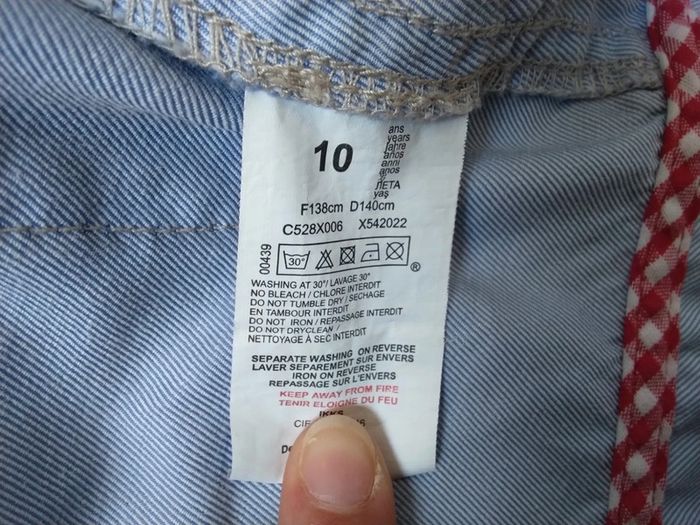 10
ans
years
Jahre
años
anni
anos
ЛЕТА
yaş
F138cm D140cm
C528X006 X542022
00439
30°
®
WASHING AT 30°/ LAVAGE 30°
NO BLEACH / CHLORE INTERDIT
DO NOT TUMBLE DRY / SECHAGE
EN TAMBOUR INTERDIT
DO NOT IRON / REPASSAGE INTERDIT
DO NOT DRYCLEAN /
NETTOYAGE À SEC INTERDIT
SEPARATE WASHING ON REVERSE
LAVER SEPAREMENT SUR ENVERS
IRON ON REVERSE
REPASSAGE SUR L'ENVERS
KEEP AWAY FROM FIRE
TENIR ELOIGNE DU FEU
IKKS